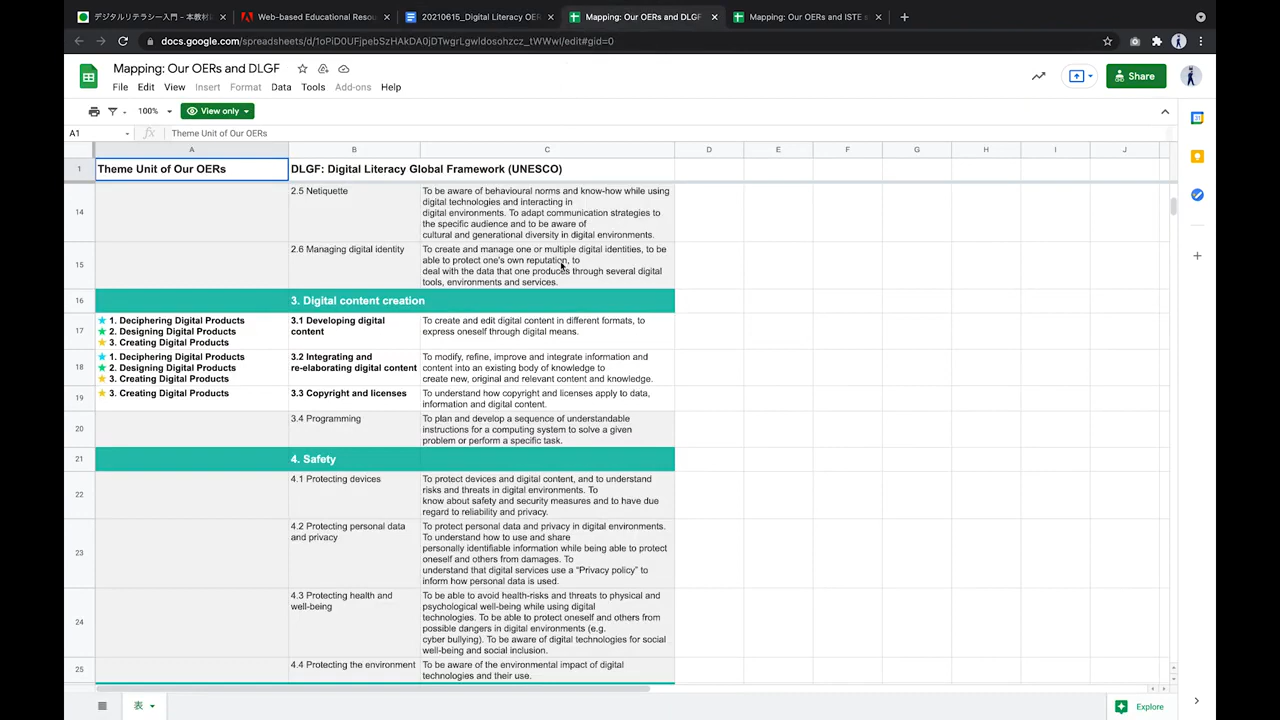 デジタルリテラシー入門 - 本教材
Web-based Educational Resou
20210615_Digital Literacy OER
Mapping: Our OERs and DLGF
Mapping: Our OERs and ISTE s
docs.google.com/spreadsheets/d/
Mapping: Our OERs and DLGF
File Edit View Insert Format Data Tools Add-ons Help
Share
100% View only
A1 fx Theme Unit of Our OERs
A B C D E F G H I J
1 Theme Unit of Our OERs DLGF: Digital Literacy Global Framework (UNESCO)
14 2.5 Netiquette
To be aware of behavioural norms and know-how while using
digital technologies and interacting in
digital environments. To adapt communication strategies to
the specific audience and to be aware of
cultural and generational diversity in digital environments.
15 2.6 Managing digital identity
To create and manage one or multiple digital identities, to be
able to protect one's own reputation, to
deal with the data that one produces through several digital
tools, environments and services.
16 3. Digital content creation
17
1. Deciphering Digital Products
2. Designing Digital Products
3. Creating Digital Products
3.1 Developing digital
content
To create and edit digital content in different formats, to
express oneself through digital means.
18
1. Deciphering Digital Products
2. Designing Digital Products
3. Creating Digital Products
3.2 Integrating and
re-elaborating digital content
To modify, refine, improve and integrate information and
content into an existing body of knowledge to
create new, original and relevant content and knowledge.
19
3. Creating Digital Products
3.3 Copyright and licenses
To understand how copyright and licenses apply to data,
information and digital content.
20 3.4 Programming
To plan and develop a sequence of understandable
instructions for a computing system to solve a given
problem or perform a specific task.
21 4. Safety
22 4.1 Protecting devices
To protect devices and digital content, and to understand
risks and threats in digital environments. To
know about safety and security measures and to have due
regard to reliability and privacy.
23 4.2 Protecting personal data
and privacy
To protect personal data and privacy in digital environments.
To understand how to use and share
personally identifiable information while being able to protect
oneself and others from damages. To
understand that digital services use a "Privacy policy" to
inform how personal data is used.
24 4.3 Protecting health and
well-being
To be able to avoid health-risks and threats to physical and
psychological well-being while using digital
technologies. To be able to protect oneself and others from
possible dangers in digital environments (e.g.
cyber bullying). To be aware of digital technologies for social
well-being and social inclusion.
25 4.4 Protecting the environment
To be aware of the environmental impact of digital
technologies and their use.
表
Explore